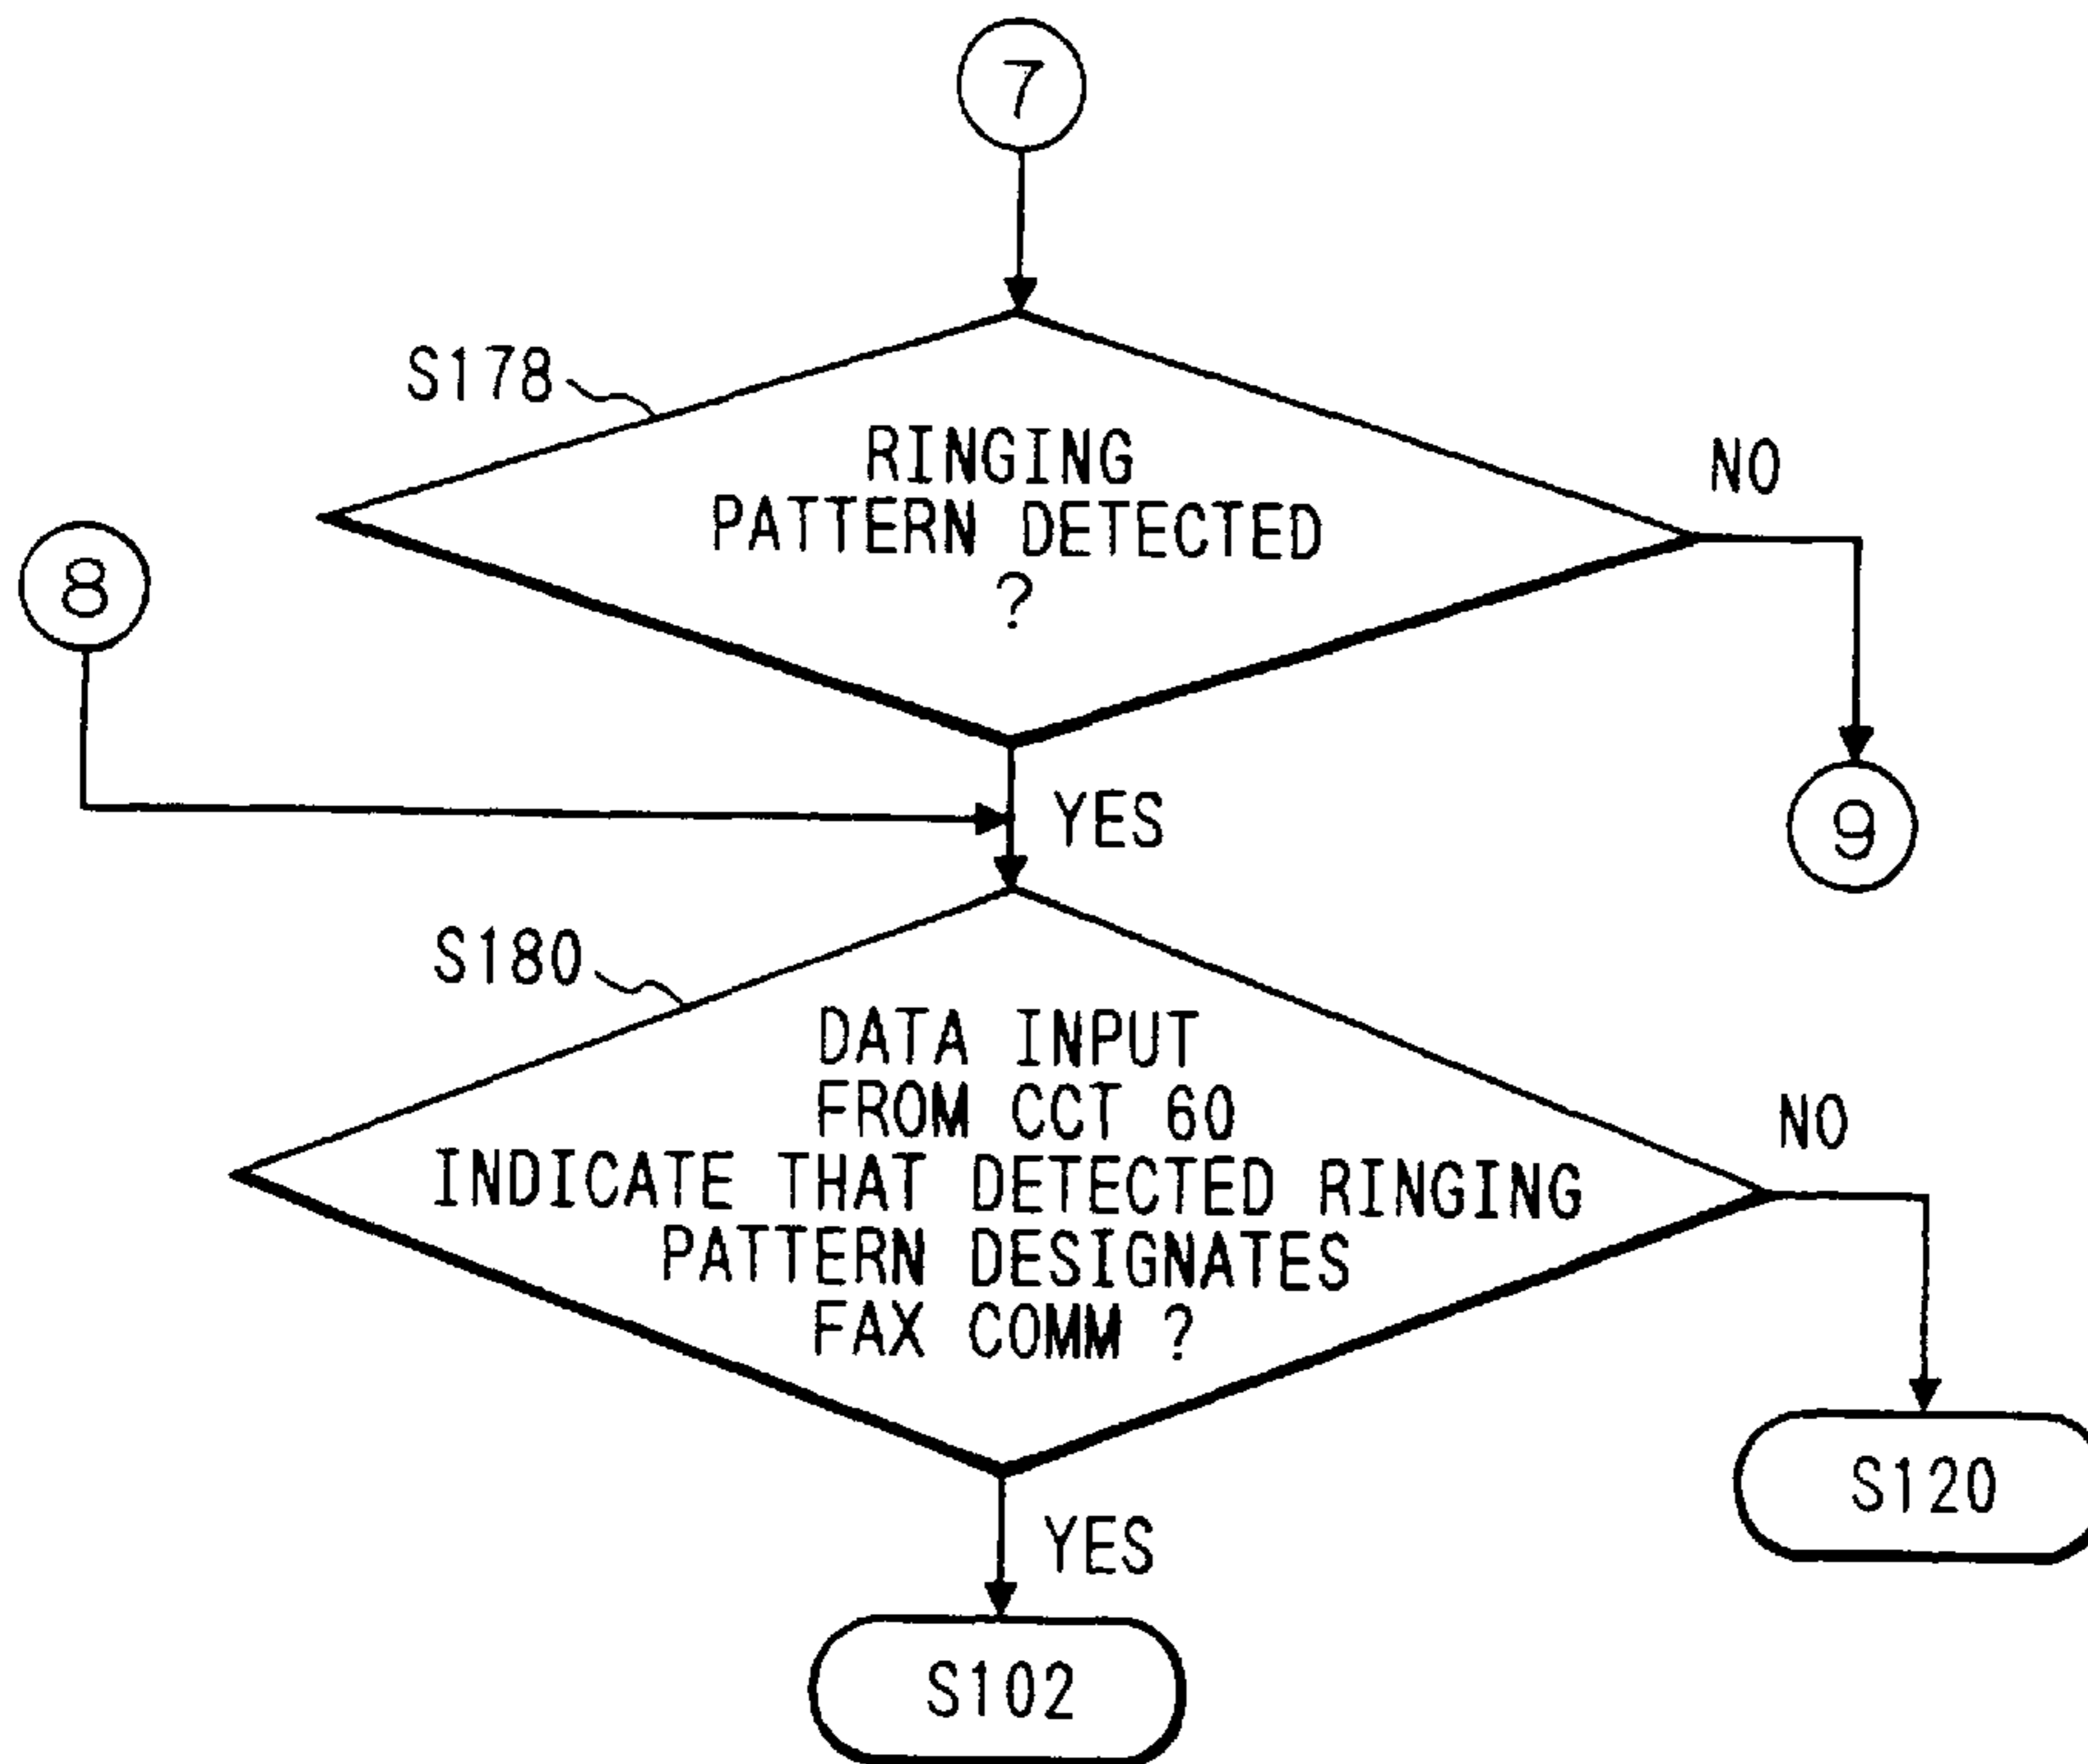 7
S178
RINGING
PATTERN DETECTED
?
NO
8
YES
9
S180
DATA INPUT
FROM CCT 60
INDICATE THAT DETECTED RINGING
PATTERN DESIGNATES
FAX COMM ?
NO
S120
YES
S102